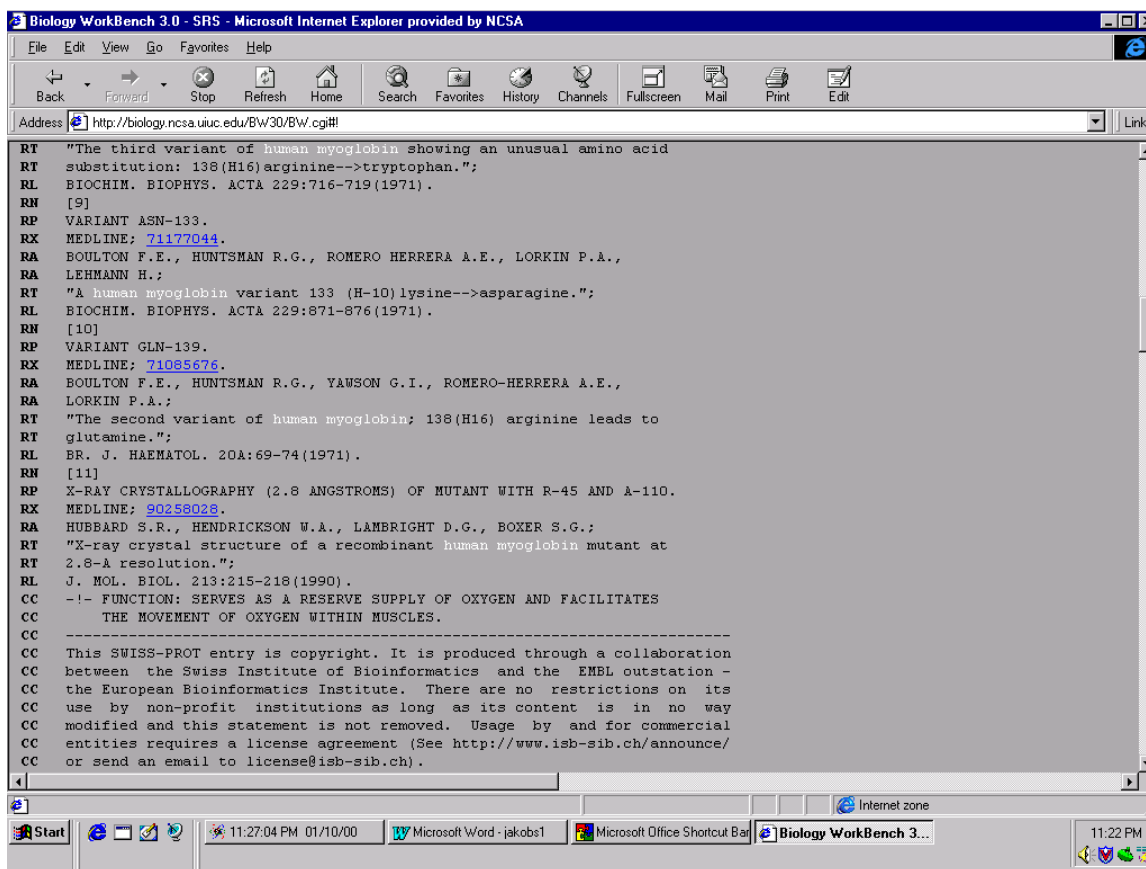 Biology WorkBench 3.0 - SRS - Microsoft Internet Explorer provided by NCSA
File Edit View Go Favorites Help
Back Forward Stop Refresh Home Search Favorites History Channels Fullscreen Mail Print Edit
Address http://biology.ncsa.uiuc.edu/BW30/BW.cgi#! Link
RT "The third variant of human myoglobin showing an unusual amino acid
RT substitution: 138(H16)arginine-->tryptophan.";
RL BIOCHIM. BIOPHYS. ACTA 229:716-719(1971).
RN [9]
RP VARIANT ASN-133.
RX MEDLINE; 71177044.
RA BOULTON F.E., HUNTSMAN R.G., ROMERO HERRERA A.E., LORKIN P.A.,
RA LEHMANN H.;
RT "A human myoglobin variant 133 (H-10)lysine-->asparagine.";
RL BIOCHIM. BIOPHYS. ACTA 229:871-876(1971).
RN [10]
RP VARIANT GLN-139.
RX MEDLINE; 71085676.
RA BOULTON F.E., HUNTSMAN R.G., YAWSON G.I., ROMERO-HERRERA A.E.,
RA LORKIN P.A.;
RT "The second variant of human myoglobin; 138(H16) arginine leads to
RT glutamine.";
RL BR. J. HAEMATOL. 20A:69-74(1971).
RN [11]
RP X-RAY CRYSTALLOGRAPHY (2.8 ANGSTROMS) OF MUTANT WITH R-45 AND A-110.
RX MEDLINE; 90258028.
RA HUBBARD S.R., HENDRICKSON W.A., LAMBRIGHT D.G., BOXER S.G.;
RT "X-ray crystal structure of a recombinant human myoglobin mutant at
RT 2.8-A resolution.";
RL J. MOL. BIOL. 213:215-218(1990).
CC -!- FUNCTION: SERVES AS A RESERVE SUPPLY OF OXYGEN AND FACILITATES
CC THE MOVEMENT OF OXYGEN WITHIN MUSCLES.
CC --------------------------------------------------------------------------
CC This SWISS-PROT entry is copyright. It is produced through a collaboration
CC between the Swiss Institute of Bioinformatics and the EMBL outstation -
CC the European Bioinformatics Institute. There are no restrictions on its
CC use by non-profit institutions as long as its content is in no way
CC modified and this statement is not removed. Usage by and for commercial
CC entities requires a license agreement (See http://www.isb-sib.ch/announce/
CC or send an email to license@isb-sib.ch).
Internet zone
Start 11:27:04 PM 01/10/00 Microsoft Word - jakobs1 Microsoft Office Shortcut Bar Biology WorkBench 3... 11:22 PM